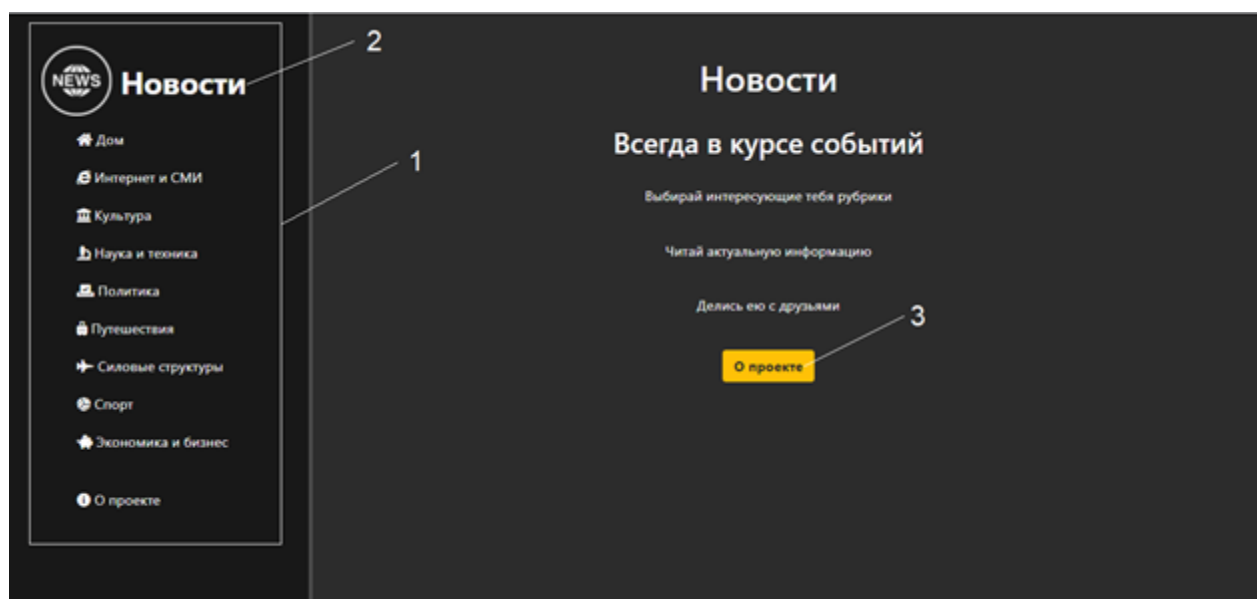 NEWS
Новости
2
Дом
Интернет и СМИ
1
Культура
Наука и техника
Политика
Путешествия
Силовые структуры
Спорт
Экономика и бизнес
О проекте
Новости
Всегда в курсе событий
Выбирай интересующие тебя рубрики
Читай актуальную информацию
Делись ею с друзьями
3
О проекте